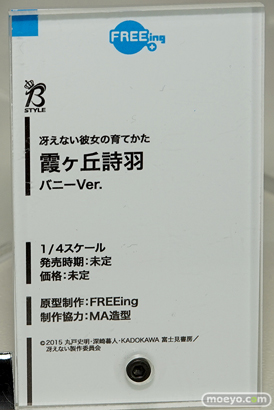 FREEing
B
STYLE
冴えない彼女の育てかた
霞ヶ丘詩羽
バニーVer.
1/4スケール
発売時期:未定
価格:未定
原型制作:FREEing
制作協力:MA造型
©2015 丸戸史明・深崎暮人・KADOKAWA 富士見書房/
冴えない製作委員会
moeyo.com